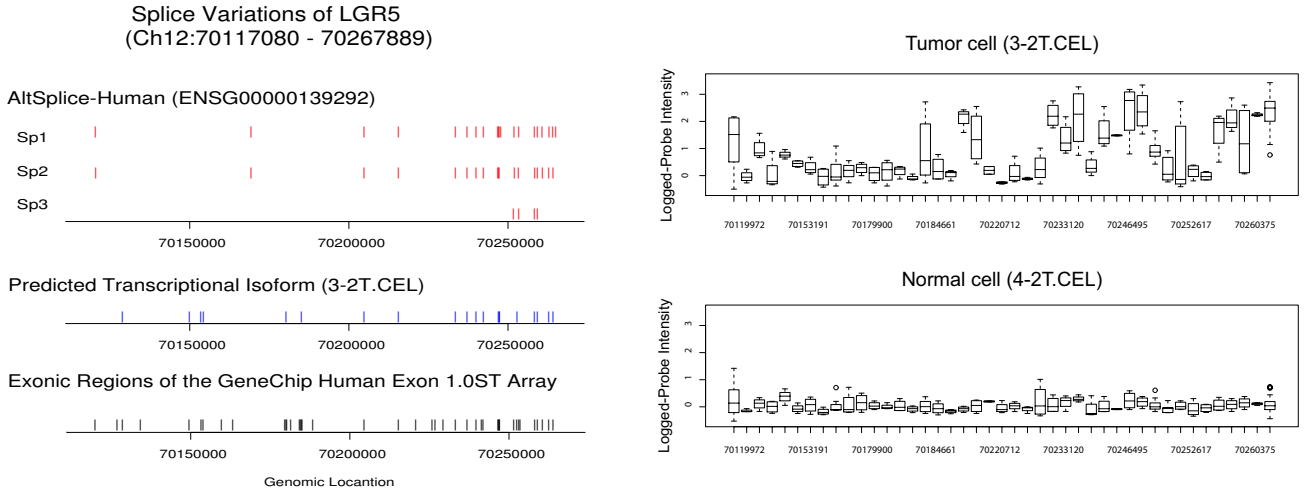 Splice Variations of LGR5
(Ch12:70117080 - 70267889)
AltSplice-Human (ENSG00000139292)
Sp1
Sp2
Sp3
70150000 70200000 70250000
Predicted Transcriptional Isoform (3-2T.CEL)
70150000 70200000 70250000
Exonic Regions of the GeneChip Human Exon 1.0ST Array
70150000 70200000 70250000
Genomic Locantion
Tumor cell (3-2T.CEL)
Logged-Probe Intensity
0 1 2 3
70119972 70153191 70179900 70184661 70220712 70233120 70246495 70252617 70260375
Normal cell (4-2T.CEL)
Logged-Probe Intensity
0 1 2 3
70119972 70153191 70179900 70184661 70220712 70233120 70246495 70252617 70260375